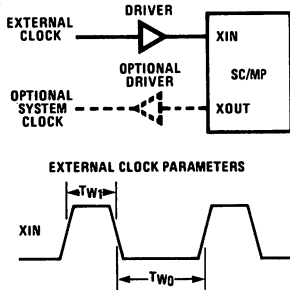 DRIVER
EXTERNAL
CLOCK
XIN
OPTIONAL
DRIVER
SC/MP
OPTIONAL
SYSTEM
CLOCK
XOUT
EXTERNAL CLOCK PARAMETERS
TW1
XIN
TW0